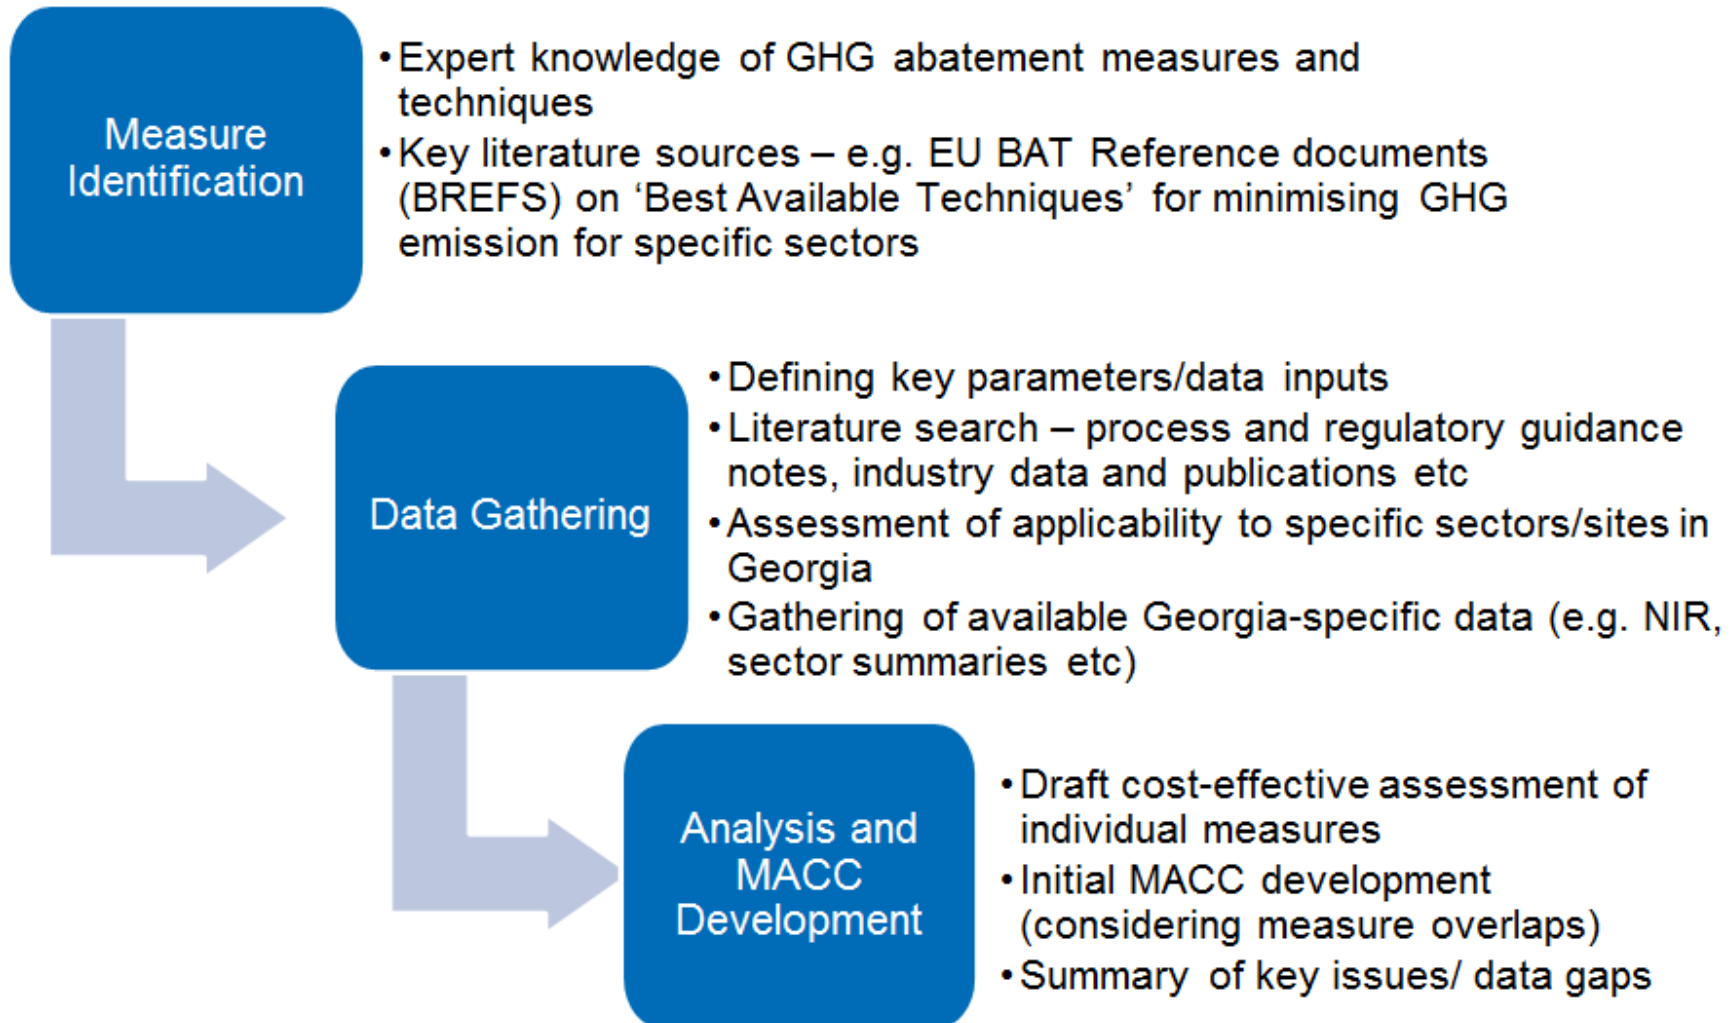 Measure
Identification
•Expert knowledge of GHG abatement measures and
techniques
•Key literature sources – e.g. EU BAT Reference documents
(BREFS) on ‘Best Available Techniques’ for minimising GHG
emission for specific sectors
Data Gathering
•Defining key parameters/data inputs
•Literature search – process and regulatory guidance
notes, industry data and publications etc
•Assessment of applicability to specific sectors/sites in
Georgia
•Gathering of available Georgia-specific data (e.g. NIR,
sector summaries etc)
Analysis and
MACC
Development
•Draft cost-effective assessment of
individual measures
•Initial MACC development
(considering measure overlaps)
•Summary of key issues/ data gaps